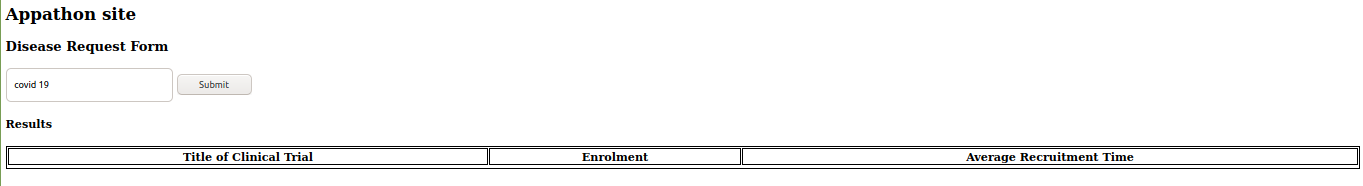 Appathon site
Disease Request Form
covid 19 Submit
Results
Title of Clinical Trial Enrolment Average Recruitment Time